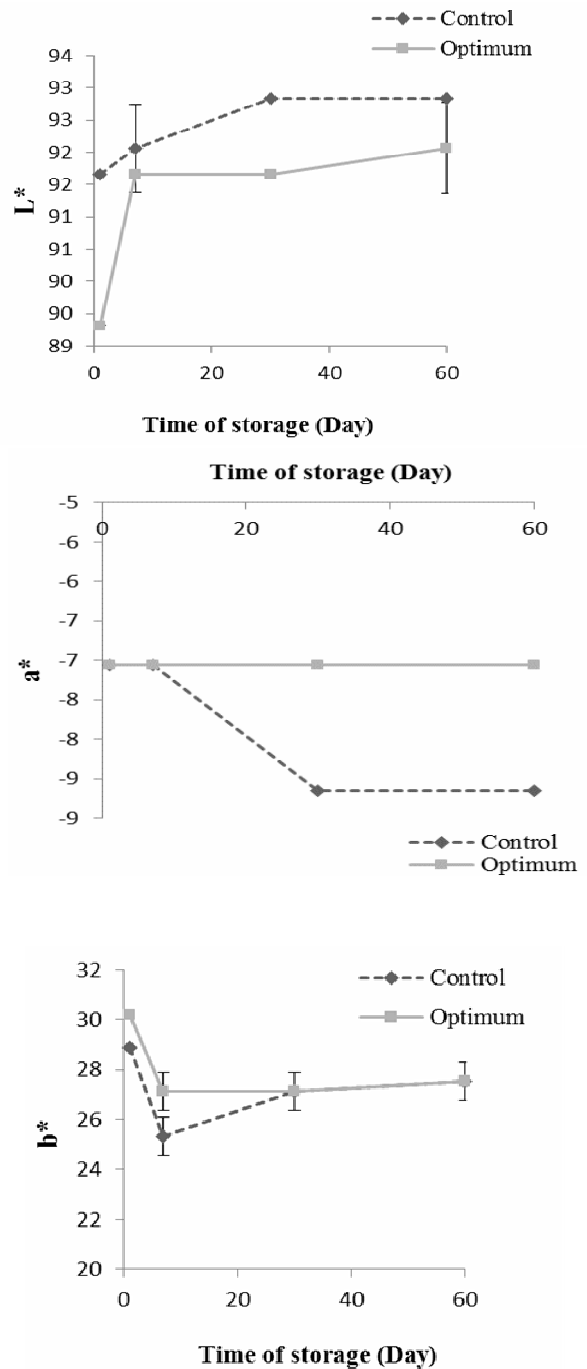 Control
Optimum
94
93
93
92
92
91
91
90
90
89
L*
0 20 40 60
Time of storage (Day)
Time of storage (Day)
-5
0 20 40 60
-6
-6
-7
-7
-8
-8
-9
-9
a*
Control
Optimum
32
30
28
26
24
22
20
b*
Control
Optimum
0 20 40 60
Time of storage (Day)